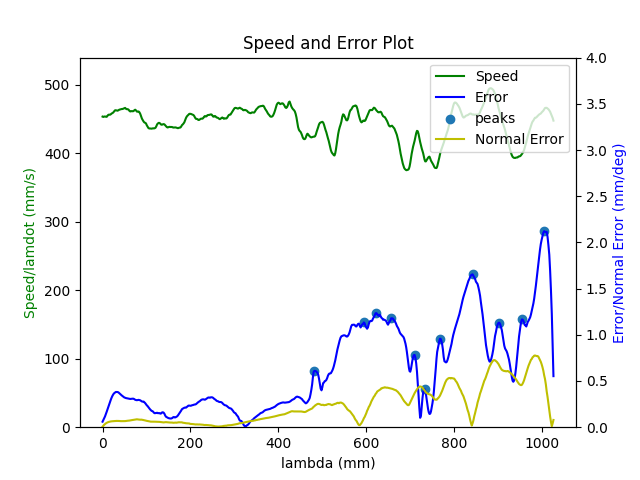 Speed and Error Plot
Speed
Error
peaks
Normal Error
Speed/lamdot (mm/s)
500
400
300
200
100
0
4.0
3.5
3.0
2.5
2.0
1.5
1.0
0.5
0.0
Error/Normal Error (mm/deg)
0 200 400 600 800 1000
lambda (mm)